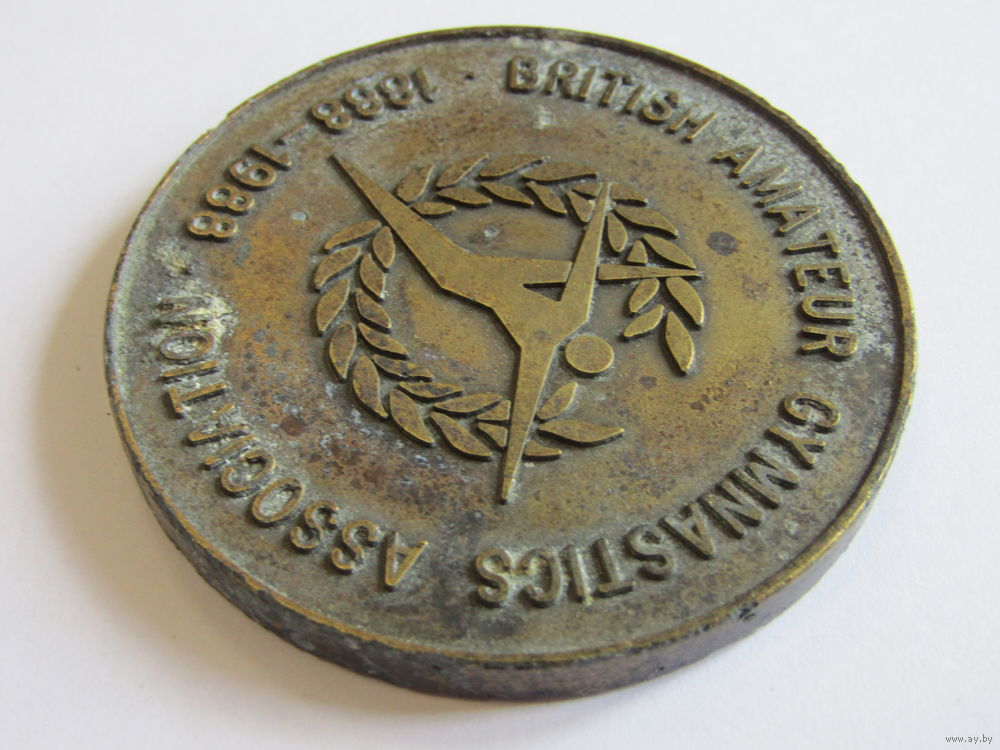 BRITISH AMATEUR GYMNASTICS ASSOCIATION · 1888–1988 ·
www.ay.by